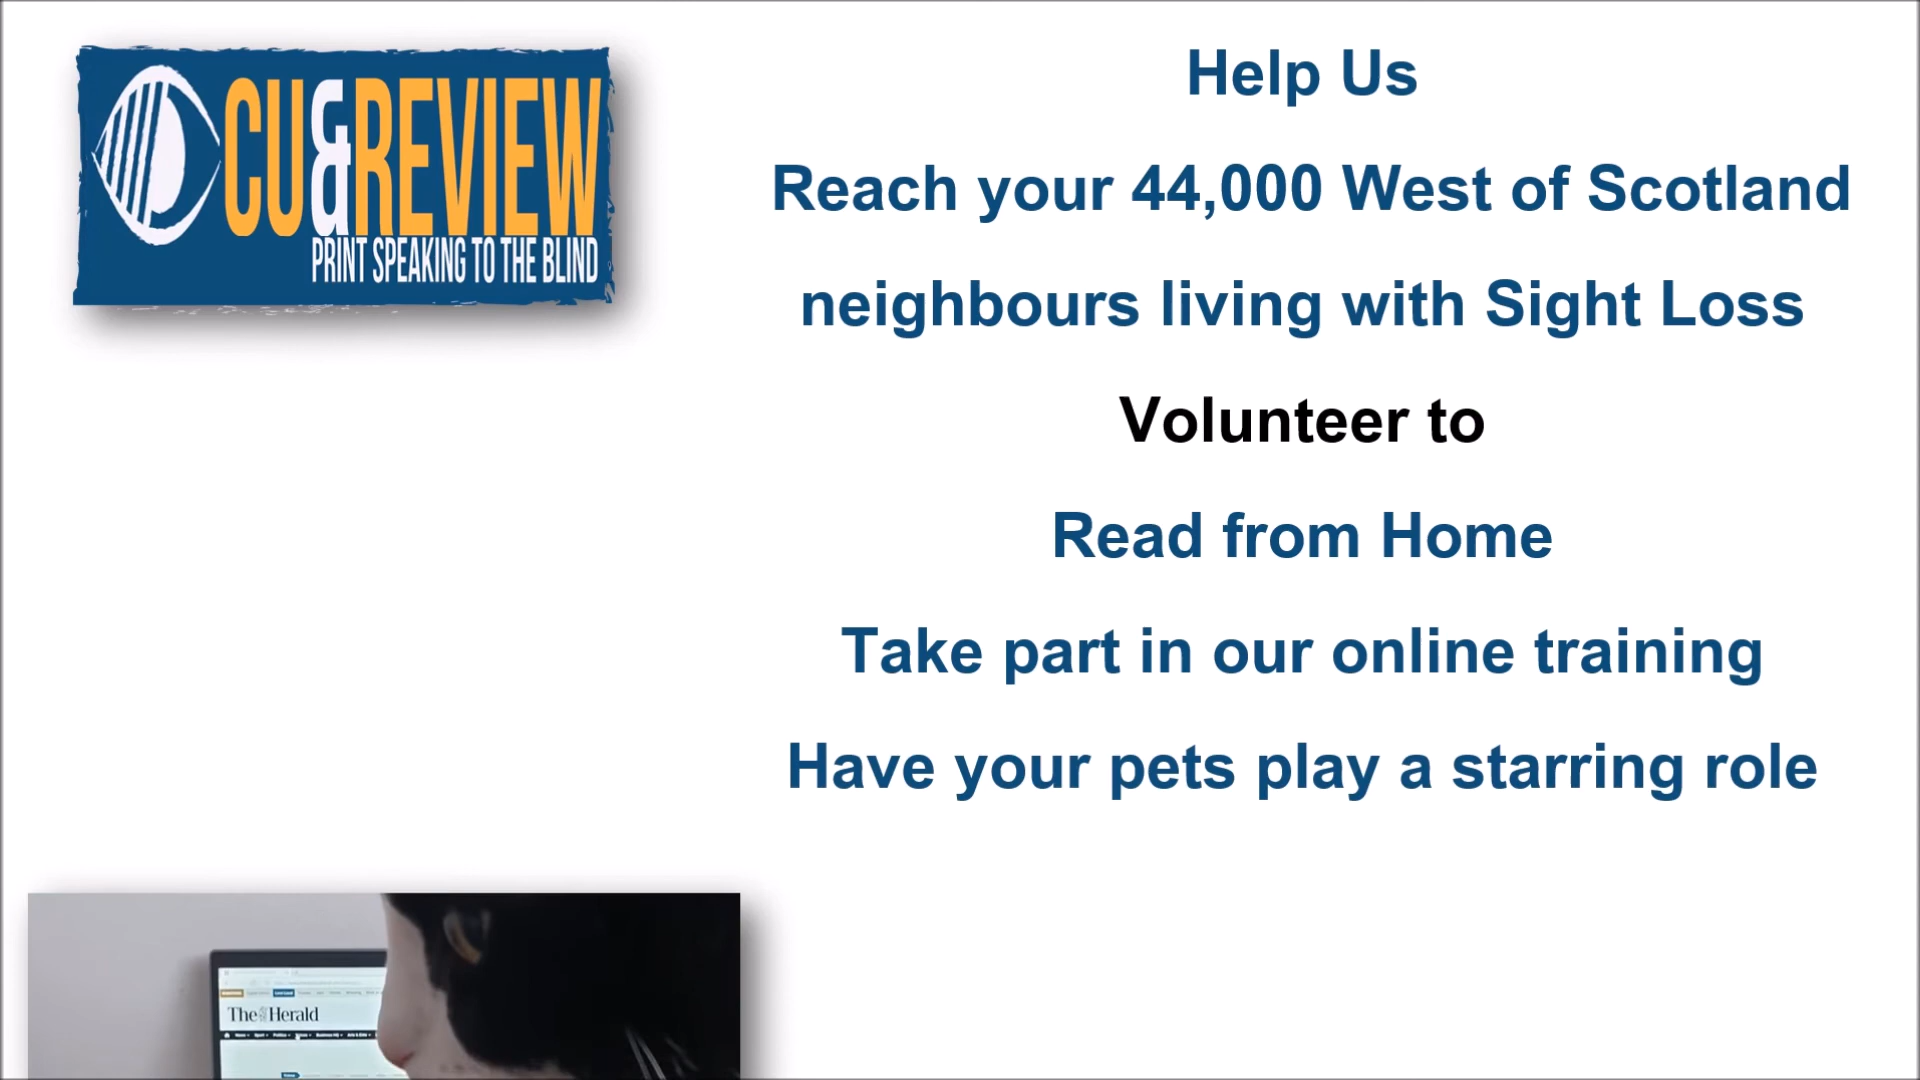 CU&REVIEW
PRINT SPEAKING TO THE BLIND
Help Us
Reach your 44,000 West of Scotland
neighbours living with Sight Loss
Volunteer to
Read from Home
Take part in our online training
Have your pets play a starring role
The Herald